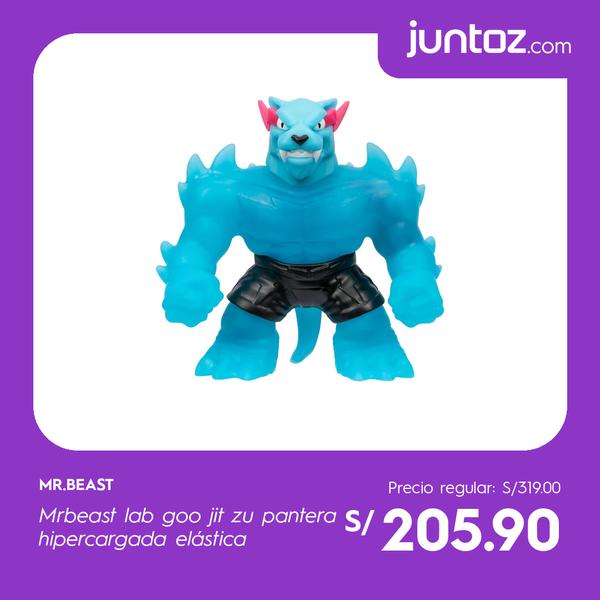 juntoz.com
MR.BEAST
Mrbeast lab goo jit zu pantera
hipercargada elástica
Precio regular: S/319.00
S/ 205.90